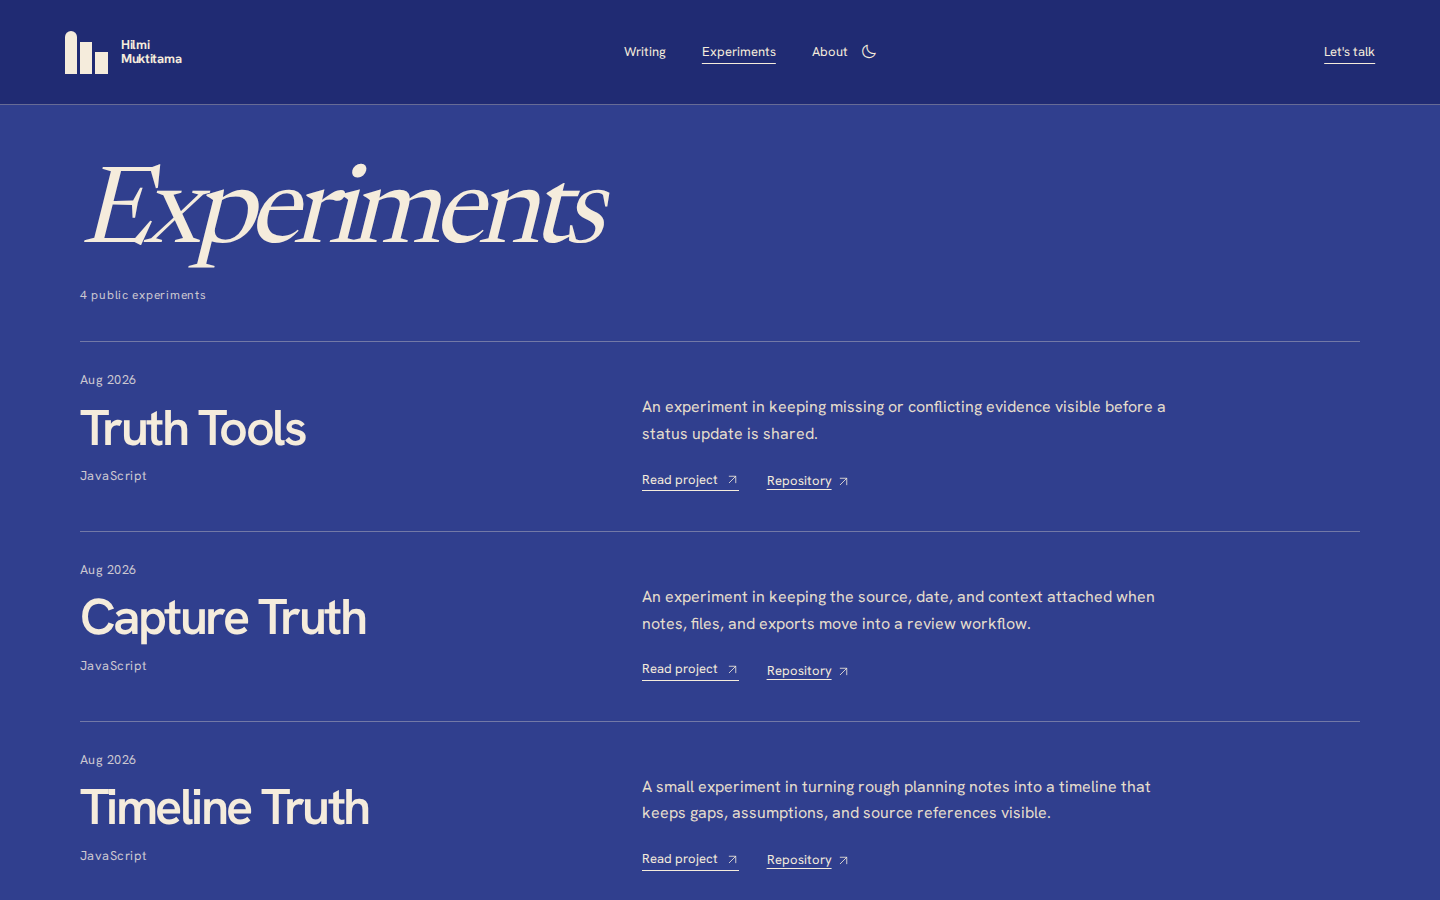 Hilmi
Muktitama
Writing
Experiments
About
Let's talk
Experiments
4 public experiments
Aug 2026
Truth Tools
JavaScript
An experiment in keeping missing or conflicting evidence visible before a
status update is shared.
Read project
Repository
Aug 2026
Capture Truth
JavaScript
An experiment in keeping the source, date, and context attached when
notes, files, and exports move into a review workflow.
Read project
Repository
Aug 2026
Timeline Truth
JavaScript
A small experiment in turning rough planning notes into a timeline that
keeps gaps, assumptions, and source references visible.
Read project
Repository